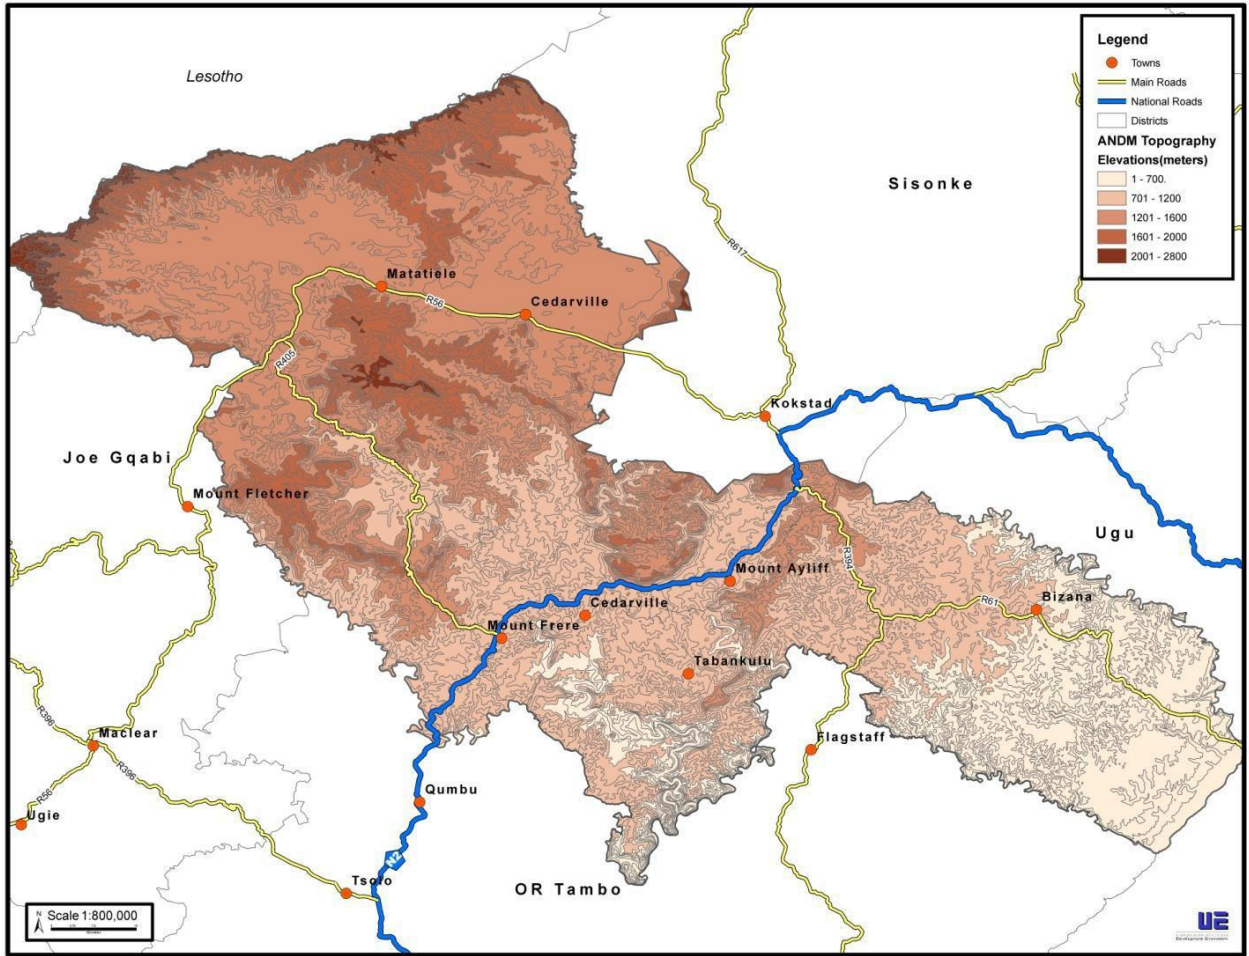 Lesotho
Sisonke
Legend
Towns
Main Roads
National Roads
Districts
ANDM Topography
Elevations(meters)
1 - 700.
701 - 1200
1201 - 1600
1601 - 2000
2001 - 2800
R617
Matatiele
R56
Cedarville
R405
Kokstad
Joe Gqabi
Mount Fletcher
Ugu
R394
Mount Ayliff
Cedarville
R61
Bizana
Mount Frere
Tabankulu
R396
Maclear
R396
Flagstaff
R56
Ugie
Qumbu
N2
Tsolo
OR Tambo
N
Scale 1:800,000
UE